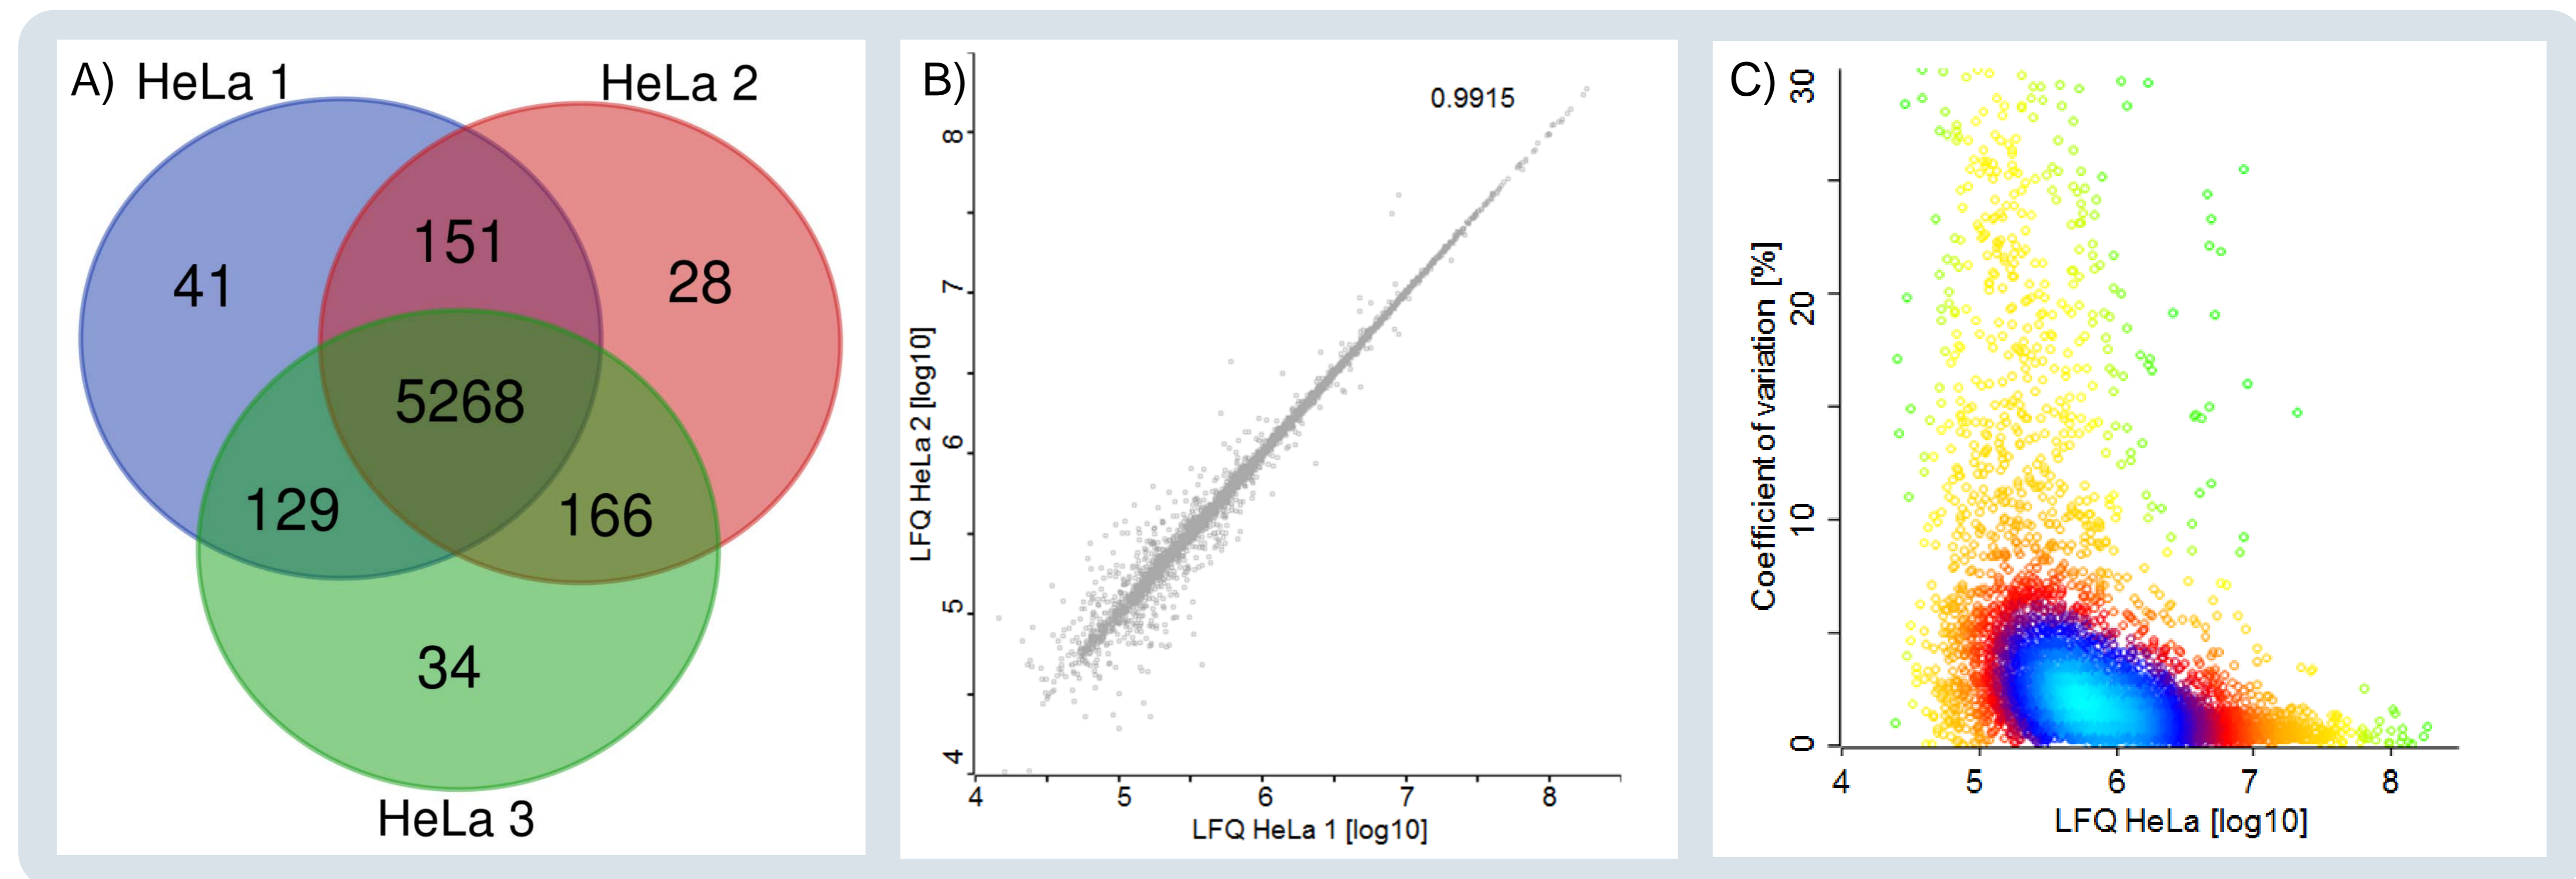 A) HeLa 1
HeLa 2
41
151
28
5268
129
166
34
HeLa 3
B)
0.9915
8
7
6
5
4
LFQ HeLa 2 [log10]
4 5 6 7 8
LFQ HeLa 1 [log10]
C)
30
20
10
0
Coefficient of variation [%]
4 5 6 7 8
LFQ HeLa [log10]